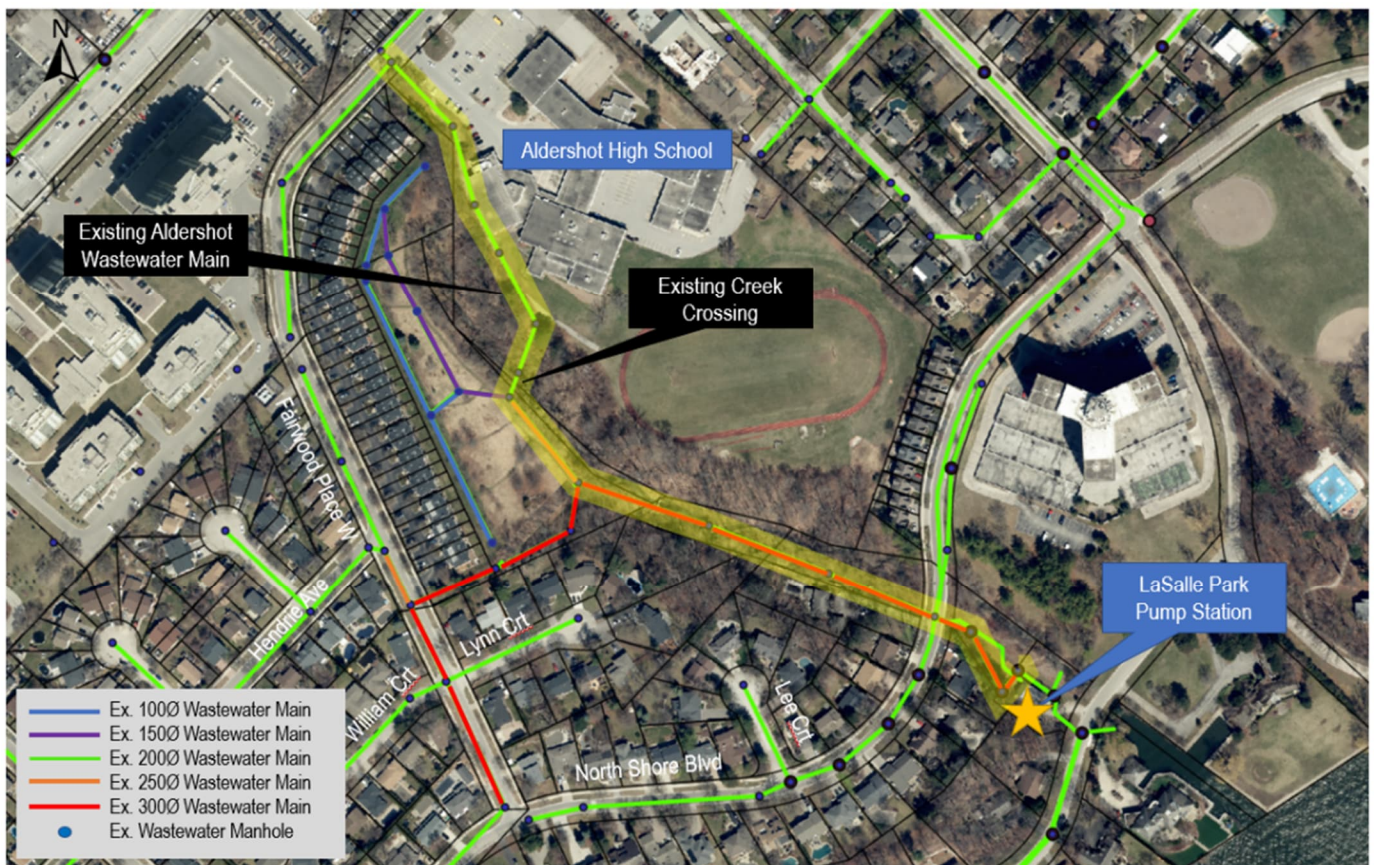 N
Aldershot High School
Existing Aldershot
Wastewater Main
Existing Creek
Crossing
Fairwood Place W
Hendrie Ave
Lynn Crt
William Crt
Lee Crt
North Shore Blvd
LaSalle Park
Pump Station
Ex. 100Ø Wastewater Main
Ex. 150Ø Wastewater Main
Ex. 200Ø Wastewater Main
Ex. 250Ø Wastewater Main
Ex. 300Ø Wastewater Main
Ex. Wastewater Manhole